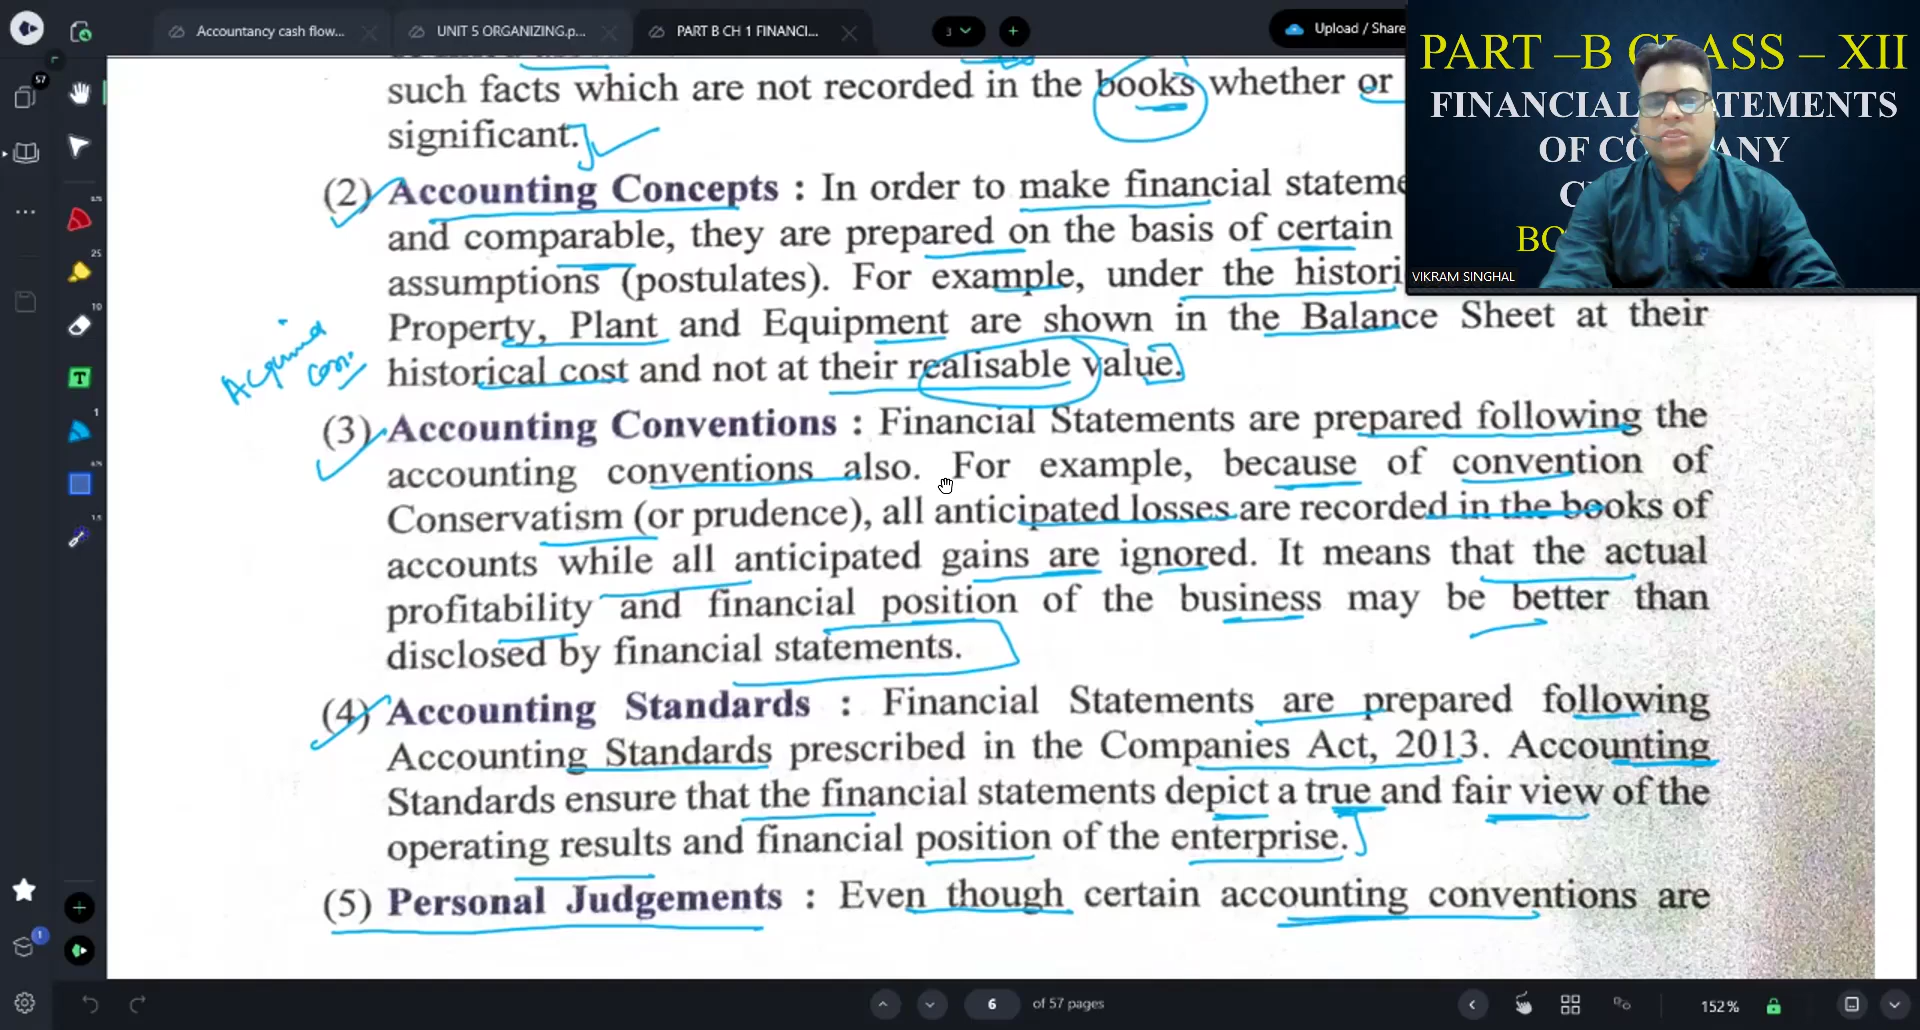 57
Accountancy cash flow...
UNIT 5 ORGANIZING.p...
PART B CH 1 FINANCI...
3
Upload / Share
PART –B CLASS – XII
FINANCIAL STATEMENTS
OF COMPANY
VIKRAM SINGHAL
such facts which are not recorded in the books whether or
significant.
(2) Accounting Concepts : In order to make financial stateme
and comparable, they are prepared on the basis of certain
assumptions (postulates). For example, under the histori
Property, Plant and Equipment are shown in the Balance Sheet at their
historical cost and not at their realisable value.
(3) Accounting Conventions : Financial Statements are prepared following the
accounting conventions also. For example, because of convention of
Conservatism (or prudence), all anticipated losses are recorded in the books of
accounts while all anticipated gains are ignored. It means that the actual
profitability and financial position of the business may be better than
disclosed by financial statements.
(4) Accounting Standards : Financial Statements are prepared following
Accounting Standards prescribed in the Companies Act, 2013. Accounting
Standards ensure that the financial statements depict a true and fair view of the
operating results and financial position of the enterprise.
(5) Personal Judgements : Even though certain accounting conventions are
6 of 57 pages
152%